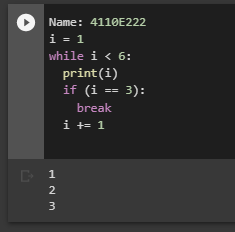 Name: 4110E222
i = 1
while i < 6:
  print(i)
  if (i == 3):
    break
  i += 1
1
2
3